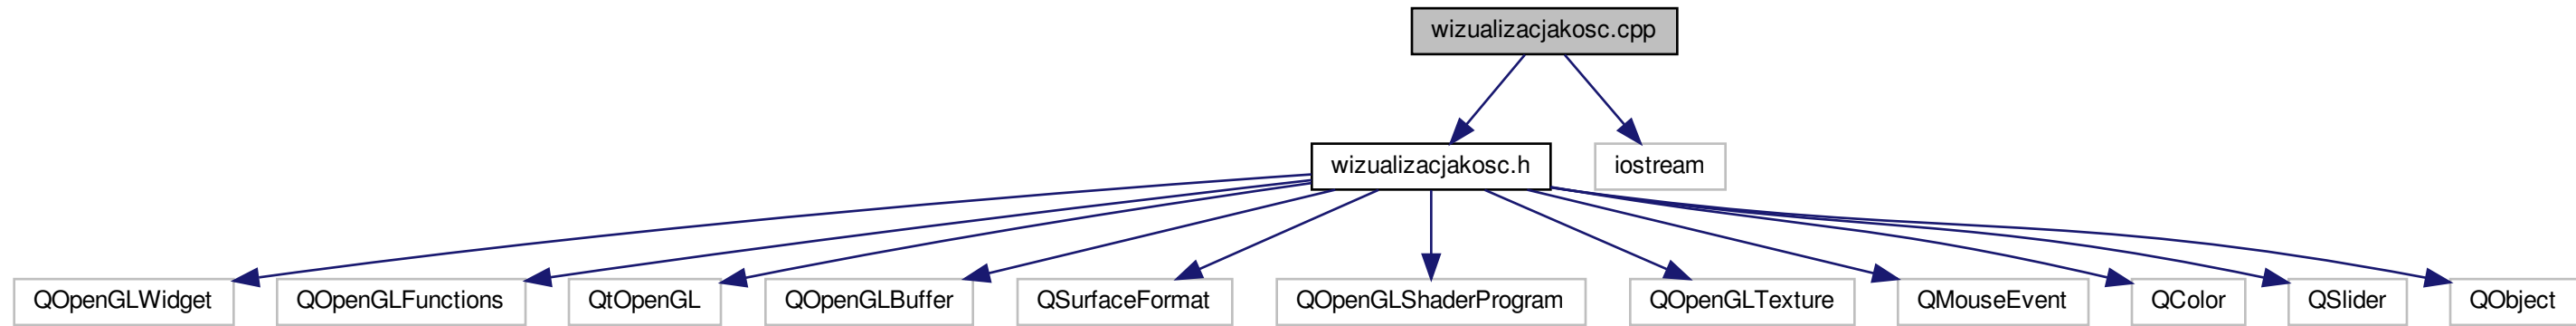 wizualizacjakosc.cpp
wizualizacjakosc.h
iostream
QOpenGLWidget
QOpenGLFunctions
QtOpenGL
QOpenGLBuffer
QSurfaceFormat
QOpenGLShaderProgram
QOpenGLTexture
QMouseEvent
QColor
QSlider
QObject